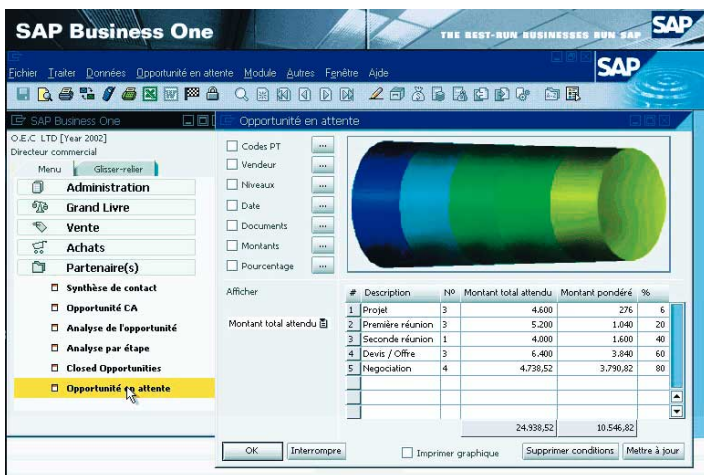 SAP Business One
THE BEST-RUN BUSINESSES RUN SAP
SAP
Fichier Traiter Données Opportunité en attente Module Autres Fenêtre Ajde
SAP
SAP Business One
O.E.C LTD [Year 2002]
Directeur commercial
Menu Glisser-relier
Administration
Grand Livre
Vente
Achats
Partenaire(s)
Synthèse de contact
Opportunité CA
Analyse de l'opportunité
Analyse par étape
Closed Opportunities
Opportunité en attente
Opportunité en attente
Codes PT ...
Vendeur ...
Niveaux ...
Date ...
Documents ...
Montants ...
Pourcentage ...
Afficher
Montant total attendu
# Description Nº Montant total attendu Montant pondéré %
1 Projet 3 4.600 276 6
2 Première réunion 3 5.200 1.040 20
3 Seconde réunion 1 4.000 1.600 40
4 Devis / Offre 3 6.400 3.840 60
5 Negociation 4 4.738,52 3.790,82 80
24.938,52 10.546,82
OK Interrompre Imprimer graphique Supprimer conditions Mettre à jour